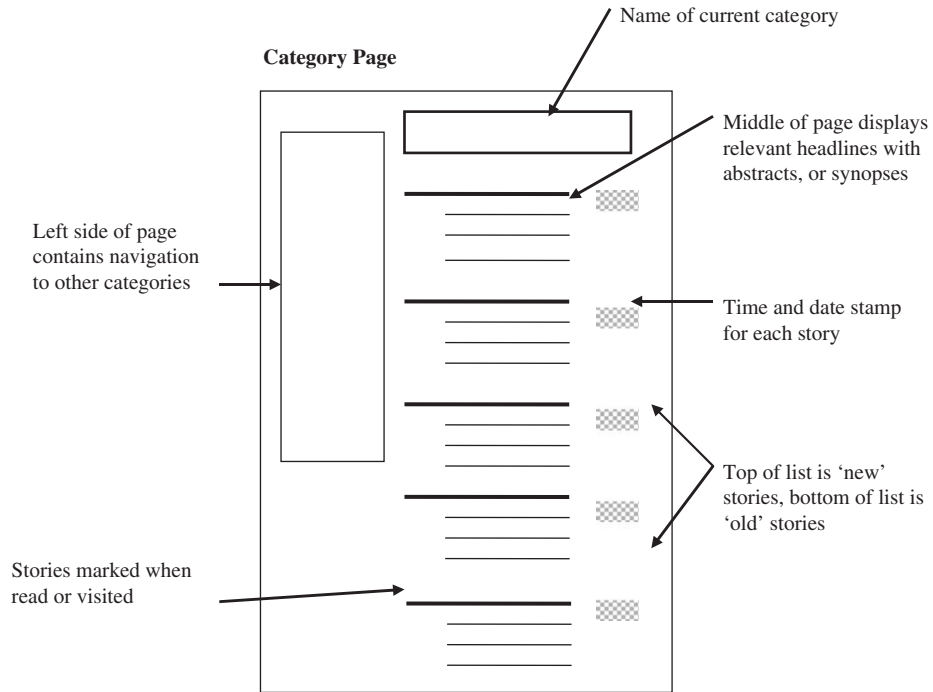 Name of current category
Category Page
Middle of page displays
relevant headlines with
abstracts, or synopses
Left side of page
contains navigation
to other categories
Time and date stamp
for each story
Top of list is ‘new’
stories, bottom of list is
‘old’ stories
Stories marked when
read or visited